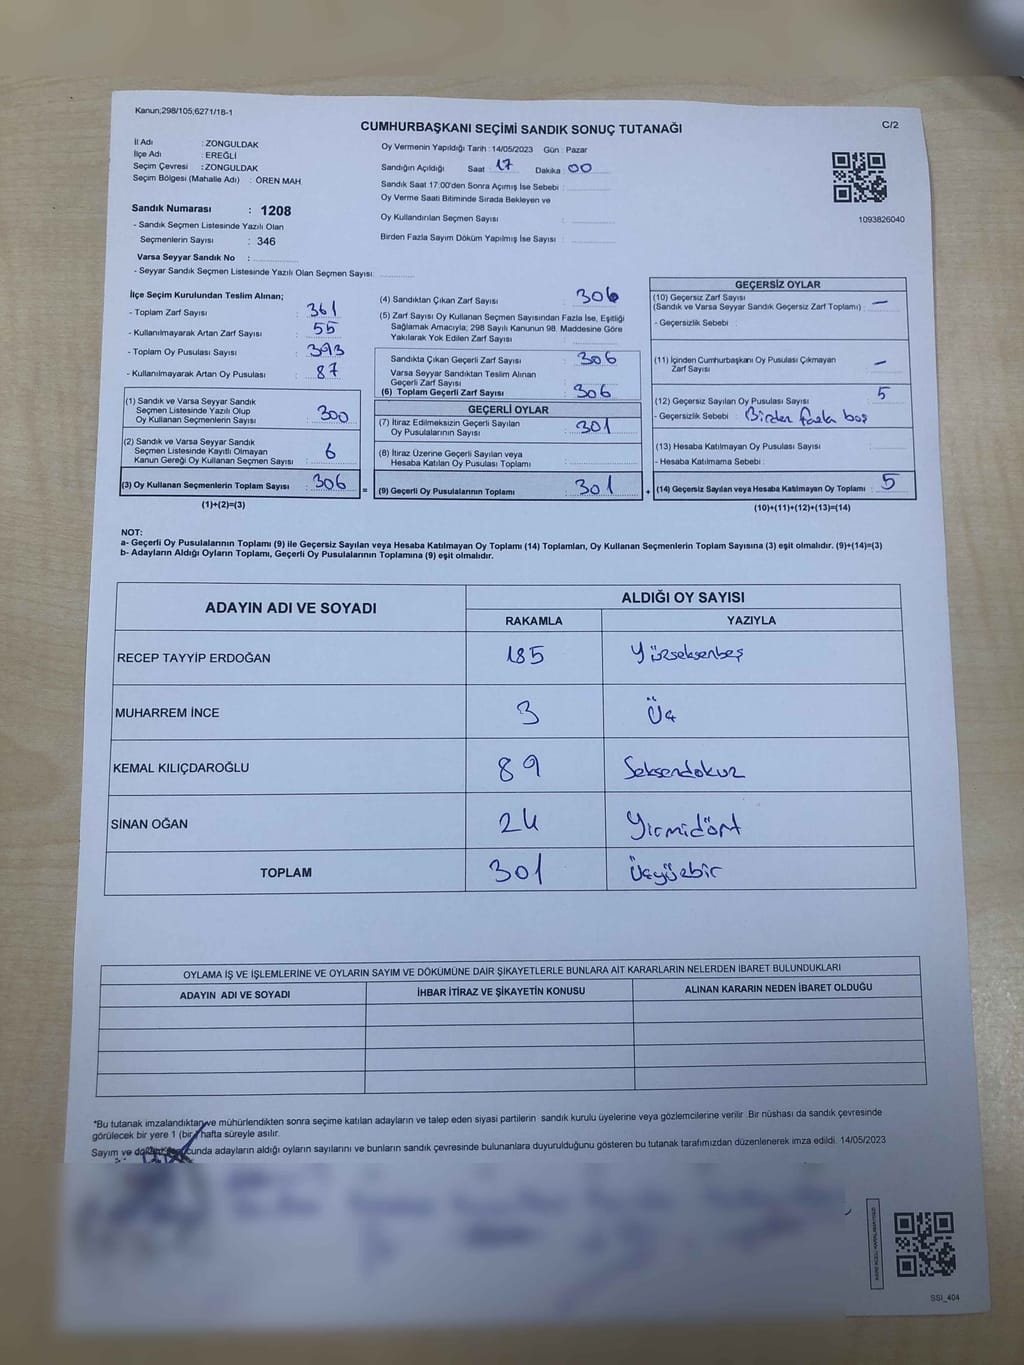 Kanun;298/105;6271/18-1
CUMHURBAŞKANI SEÇİMİ SANDIK SONUÇ TUTANAĞI
C/2
İl Adı : ZONGULDAK
İlçe Adı : EREĞLİ
Seçim Çevresi : ZONGULDAK
Seçim Bölgesi (Mahalle Adı) : ÖREN MAH
Sandık Numarası : 1208
- Sandık Seçmen Listesinde Yazılı Olan
Seçmenlerin Sayısı : 346
Varsa Seyyar Sandık No :
- Seyyar Sandık Seçmen Listesinde Yazılı Olan Seçmen Sayısı:
Oy Vermenin Yapıldığı Tarih : 14/05/2023 Gün : Pazar
Sandığın Açıldığı Saat 17 Dakika 00
Sandık Saat 17:00'den Sonra Açımış İse Sebebi :
Oy Verme Saati Bitiminde Sırada Bekleyen ve
Oy Kullandırılan Seçmen Sayısı :
Birden Fazla Sayım Döküm Yapılmış İse Sayısı :
1093826040
İlçe Seçim Kurulundan Teslim Alınan;
- Toplam Zarf Sayısı : 361
- Kullanılmayarak Artan Zarf Sayısı : 55
- Toplam Oy Pusulası Sayısı : 393
- Kullanılmayarak Artan Oy Pusulası : 87
(1) Sandık ve Varsa Seyyar Sandık
Seçmen Listesinde Yazılı Olup
Oy Kullanan Seçmenlerin Sayısı : 300
(2) Sandık ve Varsa Seyyar Sandık
Seçmen Listesinde Kayıtlı Olmayan
Kanun Gereği Oy Kullanan Seçmen Sayısı : 6
(3) Oy Kullanan Seçmenlerin Toplam Sayısı : 306
(1)+(2)=(3)
(4) Sandıktan Çıkan Zarf Sayısı : 306
(5) Zarf Sayısı Oy Kullanan Seçmen Sayısından Fazla İse, Eşitliği
Sağlamak Amacıyla; 298 Sayılı Kanunun 98. Maddesine Göre
Yakılarak Yok Edilen Zarf Sayısı :
Sandıkta Çıkan Geçerli Zarf Sayısı : 306
Varsa Seyyar Sandıktan Teslim Alınan
Geçerli Zarf Sayısı :
(6) Toplam Geçerli Zarf Sayısı : 306
GEÇERLİ OYLAR
(7) İtiraz Edilmeksizin Geçerli Sayılan
Oy Pusulalarının Sayısı : 301
(8) İtiraz Üzerine Geçerli Sayılan veya
Hesaba Katılan Oy Pusulası Toplamı :
= (9) Geçerli Oy Pusulalarının Toplamı : 301 +
GEÇERSİZ OYLAR
(10) Geçersiz Zarf Sayısı : —
(Sandık ve Varsa Seyyar Sandık Geçersiz Zarf Toplamı)
- Geçersizlik Sebebi :
(11) İçinden Cumhurbaşkanı Oy Pusulası Çıkmayan
Zarf Sayısı : —
(12) Geçersiz Sayılan Oy Pusulası Sayısı : 5
- Geçersizlik Sebebi : Birden fazla boş
(13) Hesaba Katılmayan Oy Pusulası Sayısı :
- Hesaba Katılmama Sebebi :
(14) Geçersiz Sayılan veya Hesaba Katılmayan Oy Toplamı : 5
(10)+(11)+(12)+(13)=(14)
NOT:
a- Geçerli Oy Pusulalarının Toplamı (9) ile Geçersiz Sayılan veya Hesaba Katılmayan Oy Toplamı (14) Toplamları, Oy Kullanan Seçmenlerin Toplam Sayısına (3) eşit olmalıdır. (9)+(14)=(3)
b- Adayların Aldığı Oyların Toplamı, Geçerli Oy Pusulalarının Toplamına (9) eşit olmalıdır.
ADAYIN ADI VE SOYADI
ALDIĞI OY SAYISI
RAKAMLA YAZIYLA
RECEP TAYYİP ERDOĞAN 185 Yüzseksenbeş
MUHARREM İNCE 3 Üç
KEMAL KILIÇDAROĞLU 89 Seksendokuz
SİNAN OĞAN 24 Yirmidört
TOPLAM 301 Üçyüzbir
OYLAMA İŞ VE İŞLEMLERİNE VE OYLARIN SAYIM VE DÖKÜMÜNE DAİR ŞİKAYETLERLE BUNLARA AİT KARARLARIN NELERDEN İBARET BULUNDUKLARI
ADAYIN ADI VE SOYADI İHBAR İTİRAZ VE ŞİKAYETİN KONUSU ALINAN KARARIN NEDEN İBARET OLDUĞU
*Bu tutanak imzalandıktan ve mühürlendikten sonra seçime katılan adayların ve talep eden siyasi partilerin sandık kurulu üyelerine veya gözlemcilerine verilir. Bir nüshası da sandık çevresinde
görülecek bir yere 1 (bir) hafta süreyle asılır.
Sayım ve sonucunda adayların aldığı oyların sayılarını ve bunların sandık çevresinde bulunanlara duyurulduğunu gösteren bu tutanak tarafımızdan düzenlenerek imza edildi. 14/05/2023
SSI_404